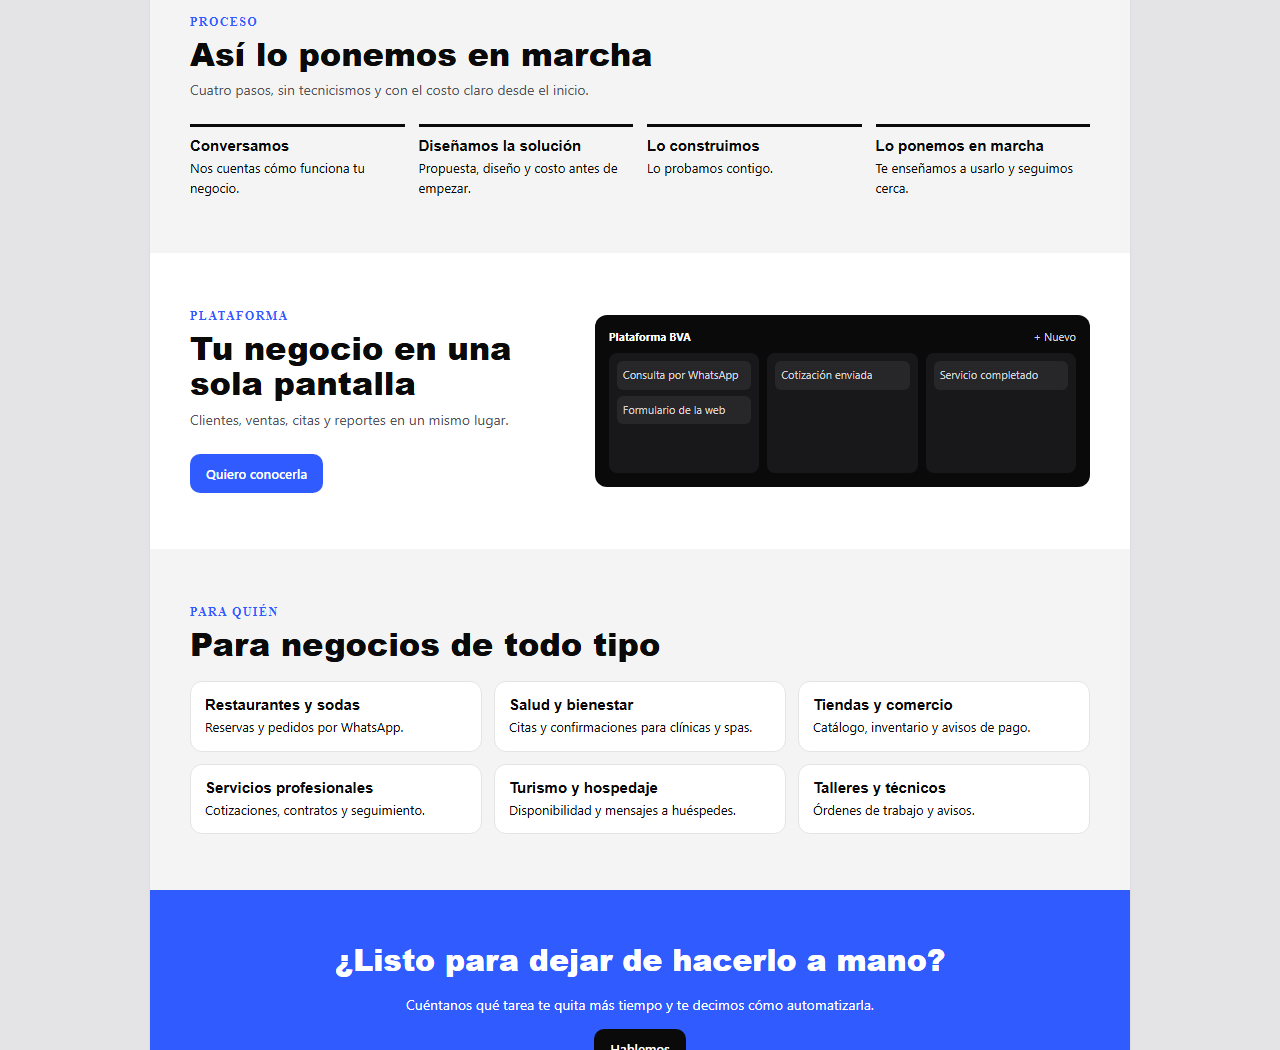 PROCESO
Así lo ponemos en marcha
Cuatro pasos, sin tecnicismos y con el costo claro desde el inicio.
Conversamos
Nos cuentas cómo funciona tu
negocio.
Diseñamos la solución
Propuesta, diseño y costo antes de
empezar.
Lo construimos
Lo probamos contigo.
Lo ponemos en marcha
Te enseñamos a usarlo y seguimos
cerca.
PLATAFORMA
Tu negocio en una
sola pantalla
Clientes, ventas, citas y reportes en un mismo lugar.
Quiero conocerla
Plataforma BVA
+ Nuevo
Consulta por WhatsApp
Formulario de la web
Cotización enviada
Servicio completado
PARA QUIÉN
Para negocios de todo tipo
Restaurantes y sodas
Reservas y pedidos por WhatsApp.
Salud y bienestar
Citas y confirmaciones para clínicas y spas.
Tiendas y comercio
Catálogo, inventario y avisos de pago.
Servicios profesionales
Cotizaciones, contratos y seguimiento.
Turismo y hospedaje
Disponibilidad y mensajes a huéspedes.
Talleres y técnicos
Órdenes de trabajo y avisos.
¿Listo para dejar de hacerlo a mano?
Cuéntanos qué tarea te quita más tiempo y te decimos cómo automatizarla.
Hablemos